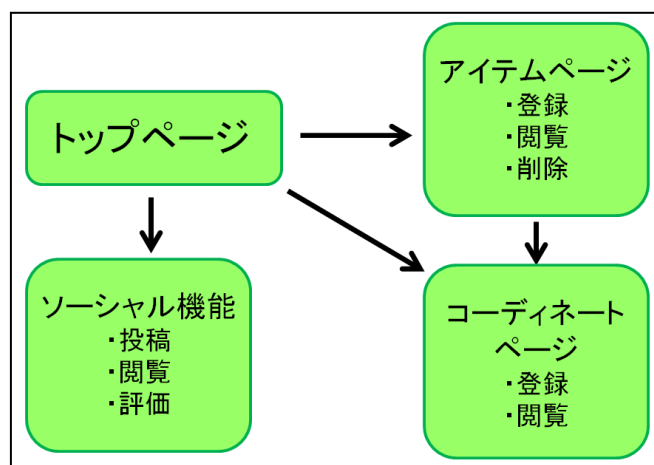 トップページ
アイテムページ
・登録
・閲覧
・削除
ソーシャル機能
・投稿
・閲覧
・評価
コーディネート
ページ
・登録
・閲覧